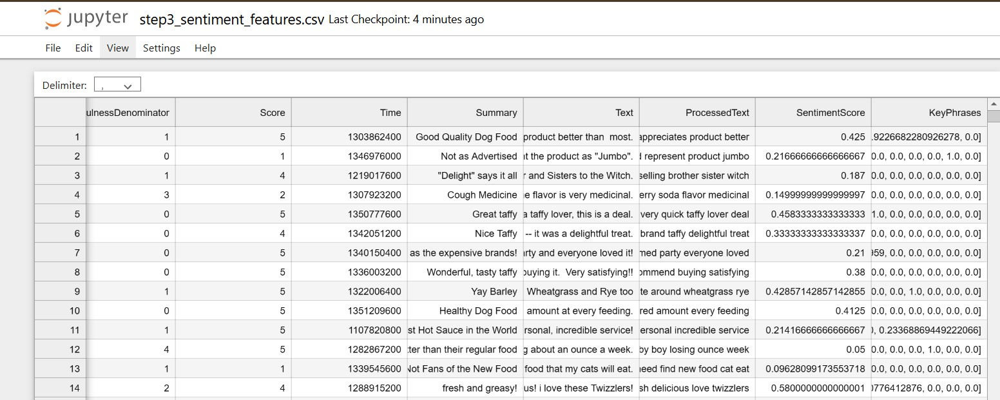 jupyter step3_sentiment_features.csv Last Checkpoint: 4 minutes ago
File Edit View Settings Help
Delimiter: ,
ulnessDenominator Score Time Summary Text ProcessedText SentimentScore KeyPhrases
1 1 5 1303862400 Good Quality Dog Food product better than most. appreciates product better 0.425 .9226682280926278, 0.0]
2 0 1 1346976000 Not as Advertised the product as "Jumbo". represent product jumbo 0.21666666666666667 0.0, 0.0, 0.0, 0.0, 1.0, 0.0]
3 1 4 1219017600 "Delight" says it all and Sisters to the Witch. selling brother sister witch 0.187 0.0, 0.0, 0.0, 0.0, 0.0, 0.0]
4 3 2 1307923200 Cough Medicine flavor is very medicinal. erry soda flavor medicinal 0.14999999999999997 0.0, 0.0, 0.0, 0.0, 0.0, 0.0]
5 0 5 1350777600 Great taffy a taffy lover, this is a deal. very quick taffy lover deal 0.4583333333333333 1.0, 0.0, 0.0, 0.0, 0.0, 0.0]
6 0 4 1342051200 Nice Taffy -- it was a delightful treat. brand taffy delightful treat 0.33333333333333337 0.0, 0.0, 0.0, 0.0, 0.0, 0.0]
7 0 5 1340150400 as the expensive brands! rty and everyone loved it! med party everyone loved 0.21 959, 0.0, 0.0, 0.0, 0.0, 0.0]
8 0 5 1336003200 Wonderful, tasty taffy buying it. Very satisfying!! ommend buying satisfying 0.38 0.0, 0.0, 0.0, 0.0, 0.0, 0.0]
9 1 5 1322006400 Yay Barley Wheatgrass and Rye too te around wheatgrass rye 0.42857142857142855 0.0, 0.0, 1.0, 0.0, 0.0, 0.0]
10 0 5 1351209600 Healthy Dog Food amount at every feeding. red amount every feeding 0.4125 0.0, 0.0, 0.0, 0.0, 0.0, 0.0]
11 1 5 1107820800 st Hot Sauce in the World rsonal, incredible service! ersonal incredible service 0.21416666666666667 , 0.23368869449222066]
12 4 5 1282867200 ter than their regular food g about an ounce a week. by boy losing ounce week 0.05 0.0, 0.0, 0.0, 1.0, 0.0, 0.0]
13 1 1 1339545600 Not Fans of the New Food food that my cats will eat. need find new food cat eat 0.09628099173553718 0.0, 0.0, 0.0, 0.0, 0.0, 0.0]
14 2 4 1288915200 fresh and greasy! us! i love these Twizzlers! sh delicious love twizzlers 0.5800000000000001 0776412876, 0.0, 0.0, 0.0]